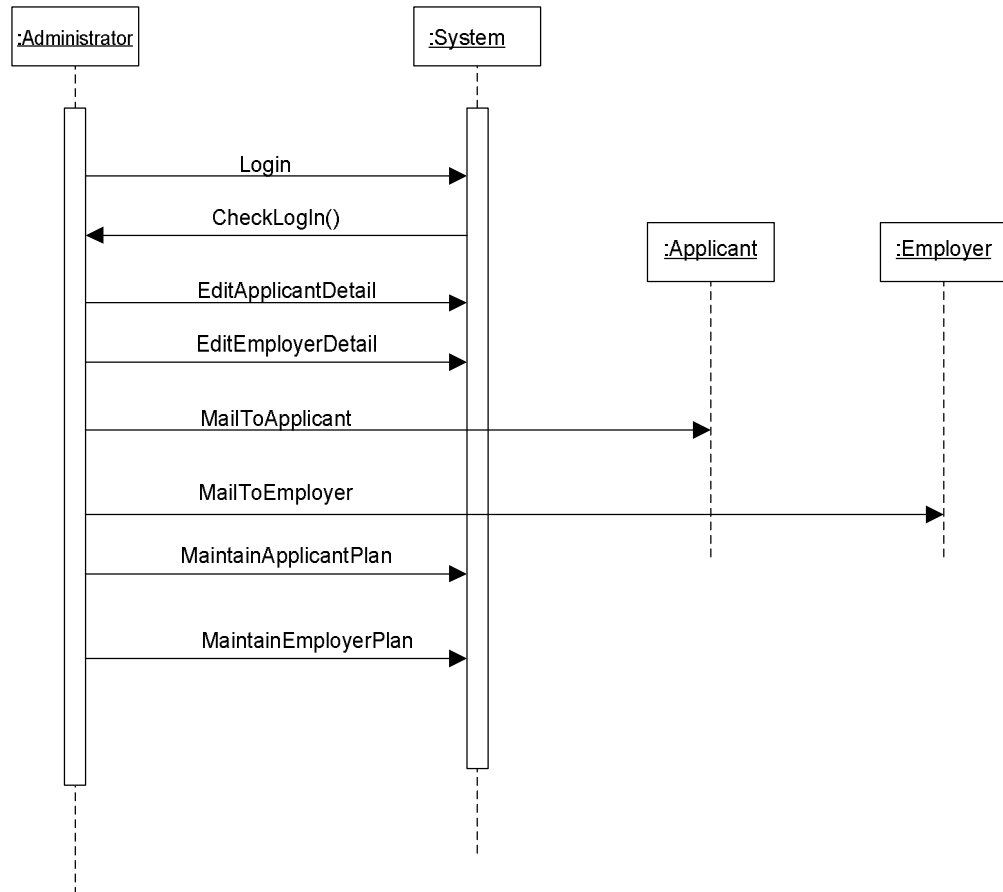 :Administrator
:System
Login
CheckLogIn()
:Applicant
:Employer
EditApplicantDetail
EditEmployerDetail
MailToApplicant
MailToEmployer
MaintainApplicantPlan
MaintainEmployerPlan